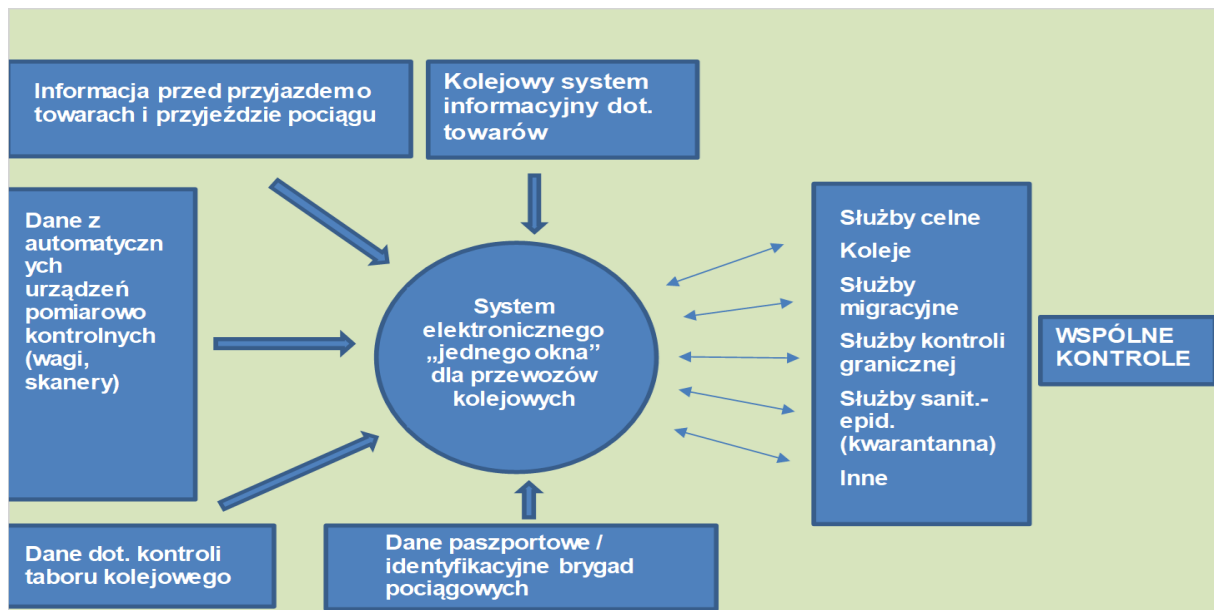 Informacja przed przyjazdem o
towarach i przyjeździe pociągu
Kolejowy system
informacyjny dot.
towarów
Dane z
automatyczn
ych
urządzeń
pomiarowo
kontrolnych
(wagi,
skanery)
System
elektronicznego
„jednego okna”
dla przewozów
kolejowych
Służby celne
Koleje
Służby
migracyjne
Służby kontroli
granicznej
Służby sanit.-
epid.
(kwarantanna)
Inne
WSPÓLNE
KONTROLE
Dane dot. kontroli
taboru kolejowego
Dane paszportowe /
identyfikacyjne brygad
pociągowych